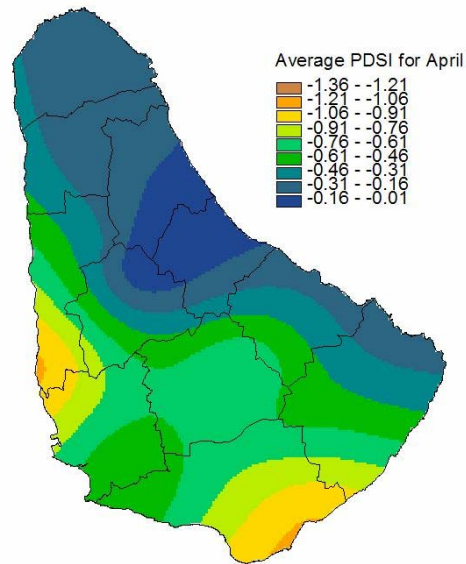 Average PDSI for April
-1.36 - -1.21
-1.21 - -1.06
-1.06 - -0.91
-0.91 - -0.76
-0.76 - -0.61
-0.61 - -0.46
-0.46 - -0.31
-0.31 - -0.16
-0.16 - -0.01